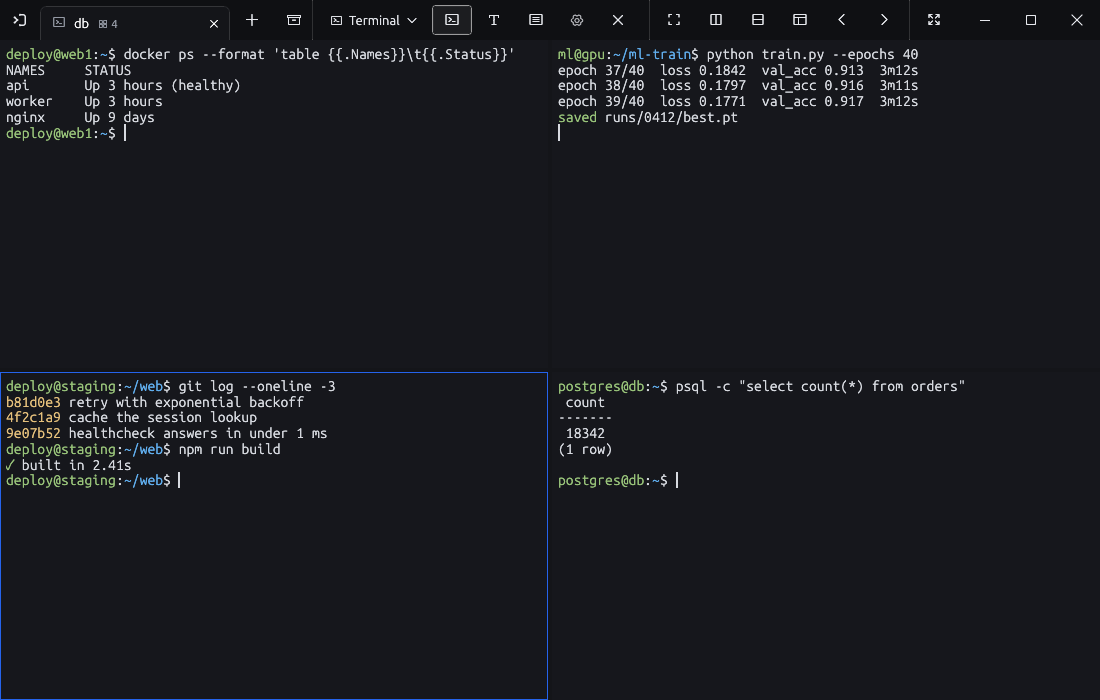 db 4
Terminal
deploy@web1:~$ docker ps --format 'table {{.Names}}\t{{.Status}}'
NAMES     STATUS
api       Up 3 hours (healthy)
worker    Up 3 hours
nginx     Up 9 days
deploy@web1:~$
ml@gpu:~/ml-train$ python train.py --epochs 40
epoch 37/40  loss 0.1842  val_acc 0.913  3m12s
epoch 38/40  loss 0.1797  val_acc 0.916  3m11s
epoch 39/40  loss 0.1771  val_acc 0.917  3m12s
saved runs/0412/best.pt
deploy@staging:~/web$ git log --oneline -3
b81d0e3 retry with exponential backoff
4f2c1a9 cache the session lookup
9e07b52 healthcheck answers in under 1 ms
deploy@staging:~/web$ npm run build
✓ built in 2.41s
deploy@staging:~/web$
postgres@db:~$ psql -c "select count(*) from orders"
 count
-------
 18342
(1 row)
postgres@db:~$